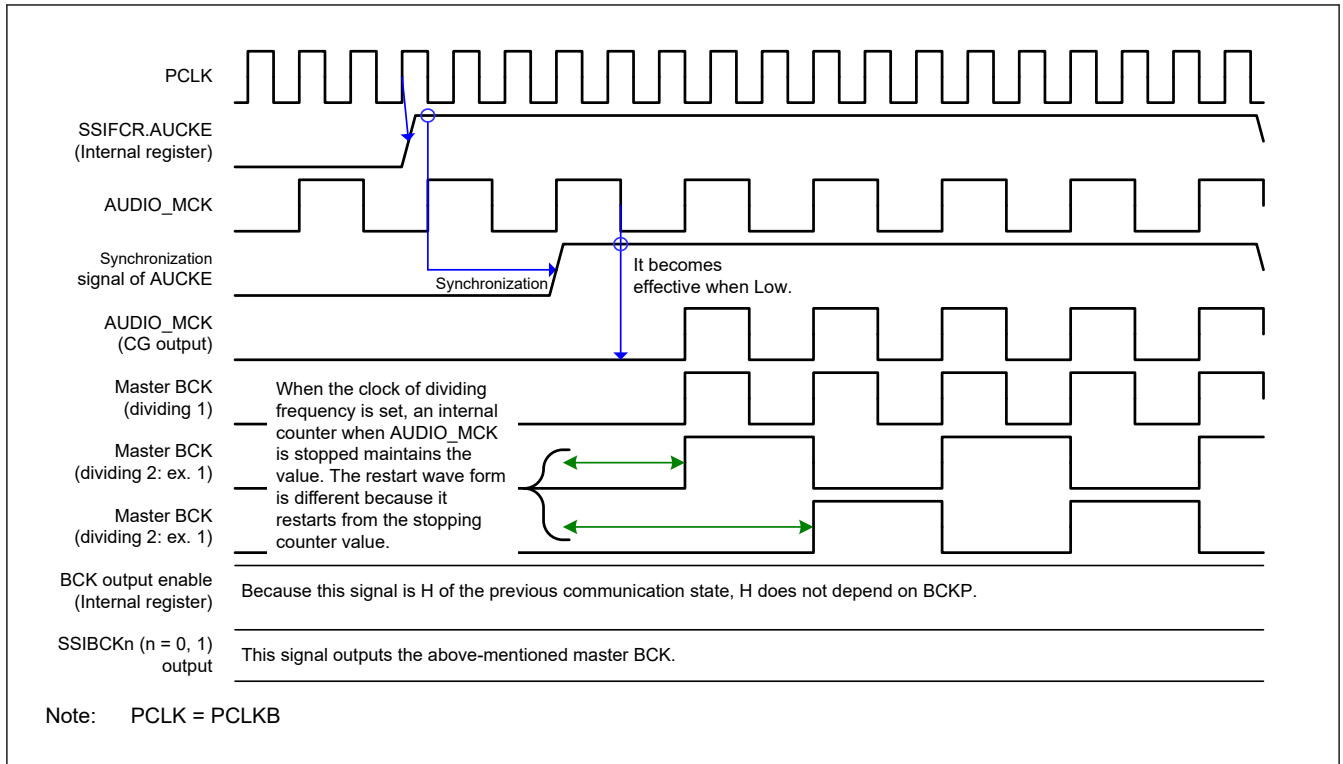 PCLK
SSIFCR.AUCKE
(Internal register)
AUDIO_MCK
Synchronization
signal of AUCKE
Synchronization
It becomes
effective when Low.
AUDIO_MCK
(CG output)
Master BCK
(dividing 1)
When the clock of dividing
frequency is set, an internal
counter when AUDIO_MCK
is stopped maintains the
value. The restart wave form
is different because it
restarts from the stopping
counter value.
Master BCK
(dividing 2: ex. 1)
Master BCK
(dividing 2: ex. 1)
BCK output enable
(Internal register)
Because this signal is H of the previous communication state, H does not depend on BCKP.
SSIBCKn (n = 0, 1)
output
This signal outputs the above-mentioned master BCK.
Note: PCLK = PCLKB